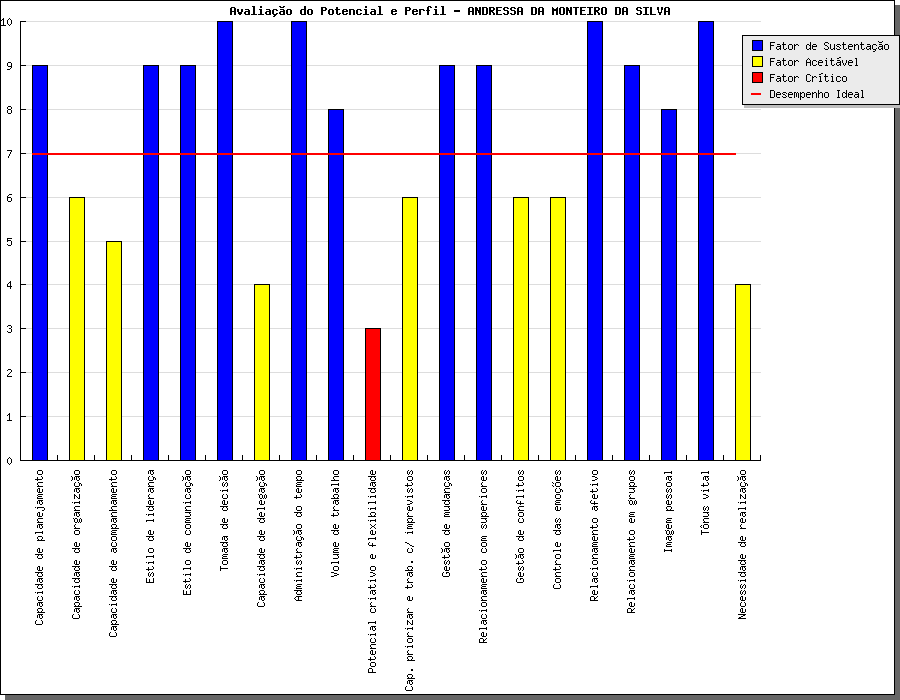 Avaliação do Potencial e Perfil - ANDRESSA DA MONTEIRO DA SILVA
Fator de Sustentação
Fator Aceitável
Fator Crítico
Desempenho Ideal
10
9
8
7
6
5
4
3
2
1
0
Capacidade de planejamento
Capacidade de organização
Capacidade de acompanhamento
Estilo de liderança
Estilo de comunicação
Tomada de decisão
Capacidade de delegação
Administração do tempo
Volume de trabalho
Potencial criativo e flexibilidade
Cap. priorizar e trab. c/ imprevistos
Gestão de mudanças
Relacionamento com superiores
Gestão de conflitos
Controle das emoções
Relacionamento afetivo
Relacionamento em grupos
Imagem pessoal
Tônus vital
Necessidade de realização